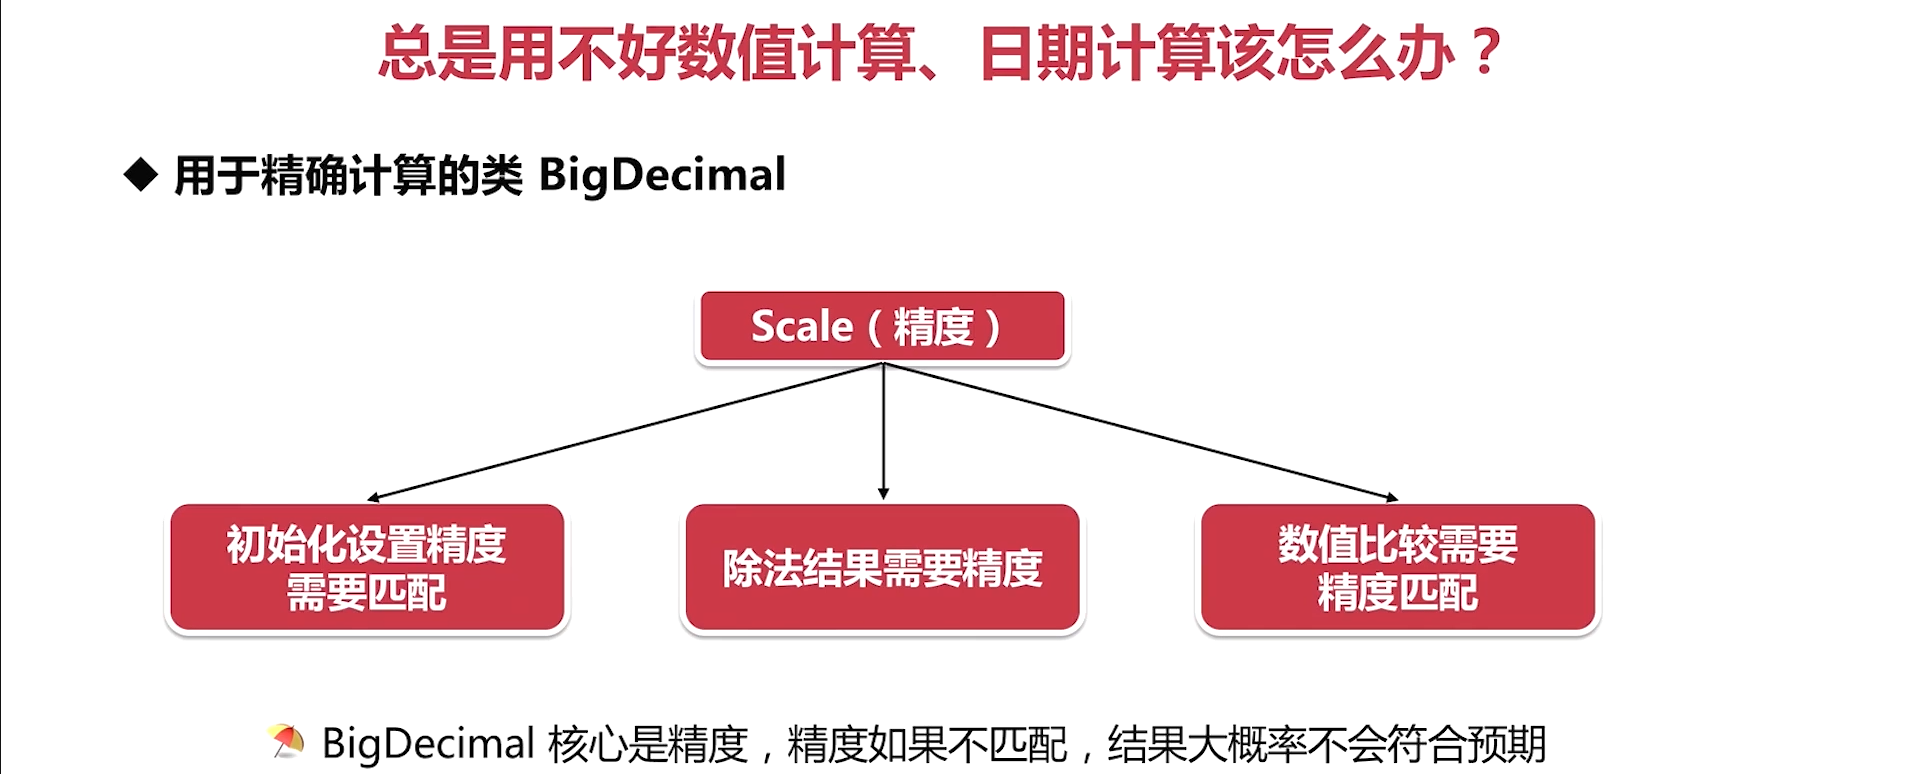 总是用不好数值计算、日期计算该怎么办？
◆ 用于精确计算的类 BigDecimal
Scale（精度）
初始化设置精度
需要匹配
除法结果需要精度
数值比较需要
精度匹配
BigDecimal 核心是精度，精度如果不匹配，结果大概率不会符合预期